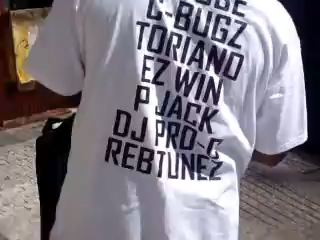 C-BUGZ
TORIANO
EZ WIN
P JACK
DJ PRO-C
REBTUNEZ